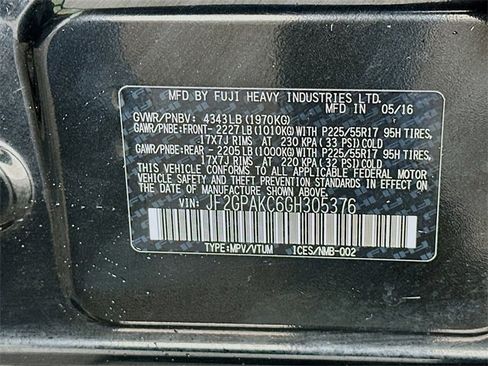 MFD BY FUJI HEAVY INDUSTRIES LTD.
MFD IN 05/16
GVWR/PNBV: 4343LB(1970KG)
GAWR/PNBE:FRONT-2227LB(1010KG)WITH P225/55R17 95H TIRES,
17X7J RIMS AT 230 KPA(33 PSI)COLD
GAWR/PNBE:REAR-2205LB(1000KG)WITH P225/55R17 95H TIRES,
17X7J RIMS AT 220 KPA(32 PSI)COLD
THIS VEHICLE CONFORMS TO ALL APPLICABLE FEDERAL MOTOR
VEHICLE SAFETY AND THEFT PREVENTION STANDARDS IN
EFFECT ON THE DATE OF MANUFACTURE SHOWN ABOVE.
VIN: JF2GPAKC6GH305376
TYPE:MPV/VTUM ICES/NMB-002